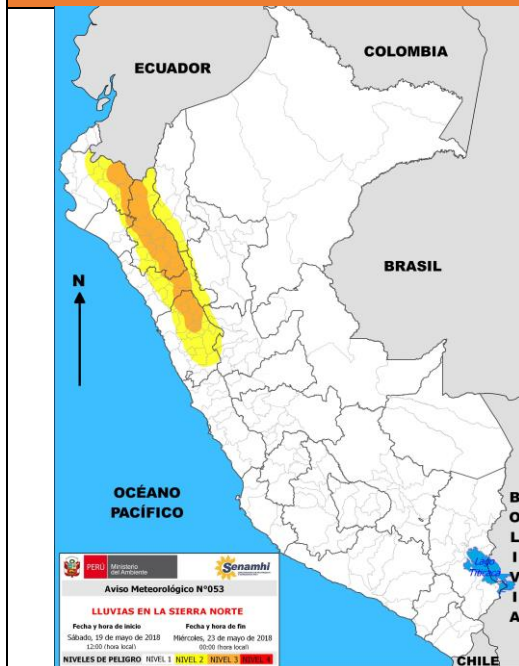 COLOMBIA
ECUADOR
BRASIL
N
OCÉANO
PACÍFICO
BOLIVIA
Lago
Titicaca
CHILE
PERÚ Ministerio
del Ambiente
Senamhi
Aviso Meteorológico N°053
LLUVIAS EN LA SIERRA NORTE
Fecha y hora de inicio Fecha y hora de fin
Sábado, 19 de mayo de 2018 Miércoles, 23 de mayo de 2018
12:00 (hora local) 00:00 (hora local)
NIVELES DE PELIGRO NIVEL 1 NIVEL 2 NIVEL 3 NIVEL 4